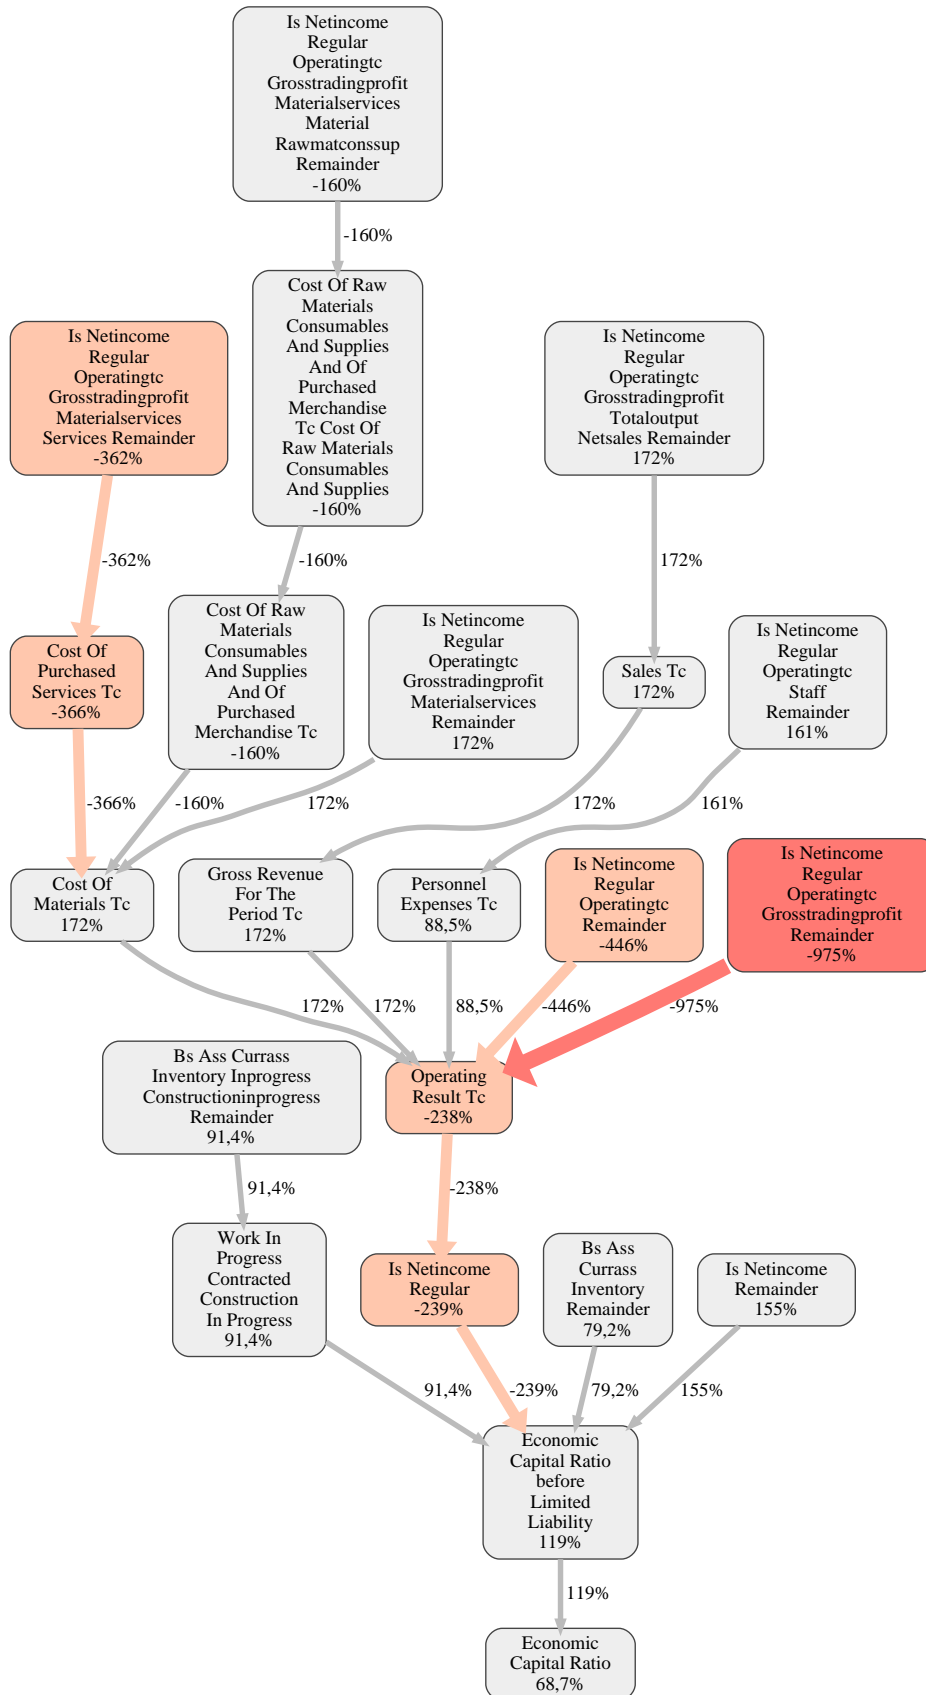 Is Netincome
Regular
Operatingtc
Grosstradingprofit
Materialservices
Material
Rawmatconssup
Remainder
-160%
-160%
Cost Of Raw
Materials
Consumables
And Supplies
And Of
Purchased
Merchandise
Tc Cost Of
Raw Materials
Consumables
And Supplies
-160%
Is Netincome
Regular
Operatingtc
Grosstradingprofit
Materialservices
Services Remainder
-362%
Is Netincome
Regular
Operatingtc
Grosstradingprofit
Totaloutput
Netsales Remainder
172%
-362%
-160%
172%
Cost Of
Purchased
Services Tc
-366%
Cost Of Raw
Materials
Consumables
And Supplies
And Of
Purchased
Merchandise Tc
-160%
Is Netincome
Regular
Operatingtc
Grosstradingprofit
Materialservices
Remainder
172%
Sales Tc
172%
Is Netincome
Regular
Operatingtc
Staff
Remainder
161%
-366%
-160%
172%
172%
161%
Cost Of
Materials Tc
172%
Gross Revenue
For The
Period Tc
172%
Personnel
Expenses Tc
88,5%
Is Netincome
Regular
Operatingtc
Remainder
-446%
Is Netincome
Regular
Operatingtc
Grosstradingprofit
Remainder
-975%
172%
172%
88,5%
-446%
-975%
Bs Ass Currass
Inventory Inprogress
Constructioninprogress
Remainder
91,4%
Operating
Result Tc
-238%
91,4%
-238%
Work In
Progress
Contracted
Construction
In Progress
91,4%
Is Netincome
Regular
-239%
Bs Ass
Currass
Inventory
Remainder
79,2%
Is Netincome
Remainder
155%
91,4%
-239%
79,2%
155%
Economic
Capital Ratio
before
Limited
Liability
119%
119%
Economic
Capital Ratio
68,7%